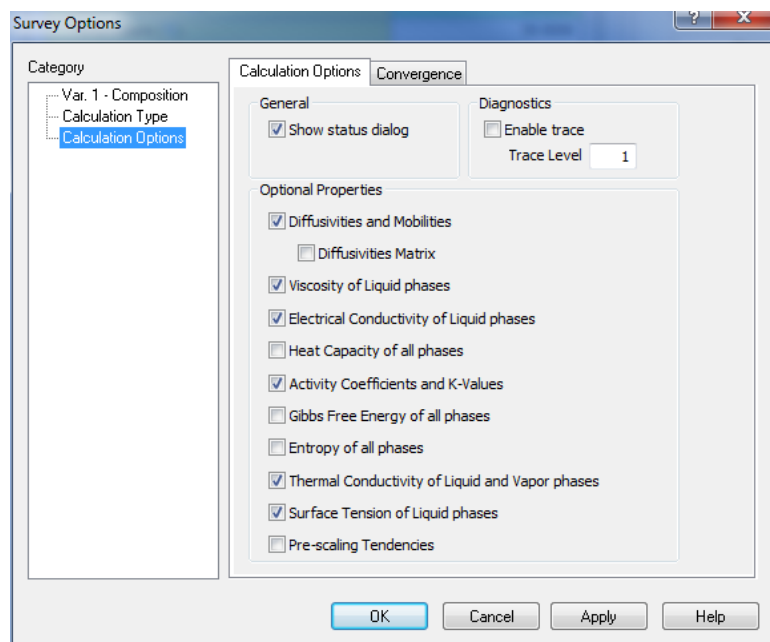 Survey Options
Category
Var. 1 - Composition
Calculation Type
Calculation Options
Calculation Options
Convergence
General
Show status dialog
Diagnostics
Enable trace
Trace Level 1
Optional Properties
Diffusivities and Mobilities
Diffusivities Matrix
Viscosity of Liquid phases
Electrical Conductivity of Liquid phases
Heat Capacity of all phases
Activity Coefficients and K-Values
Gibbs Free Energy of all phases
Entropy of all phases
Thermal Conductivity of Liquid and Vapor phases
Surface Tension of Liquid phases
Pre-scaling Tendencies
OK Cancel Apply Help